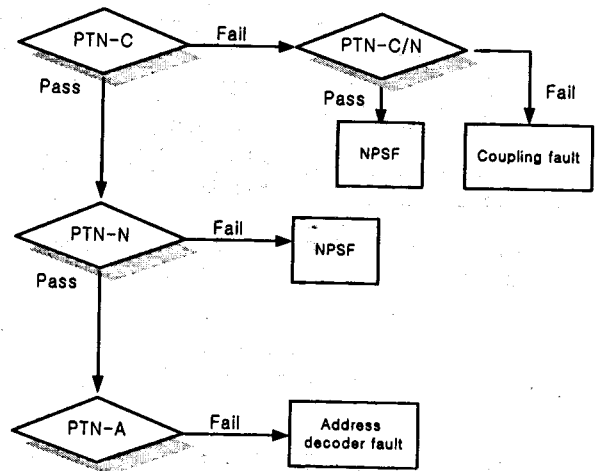 PTN-C
Fail
PTN-C/N
Pass
Pass
Fail
NPSF
Coupling fault
PTN-N
Fail
NPSF
Pass
PTN-A
Fail
Address
decoder fault